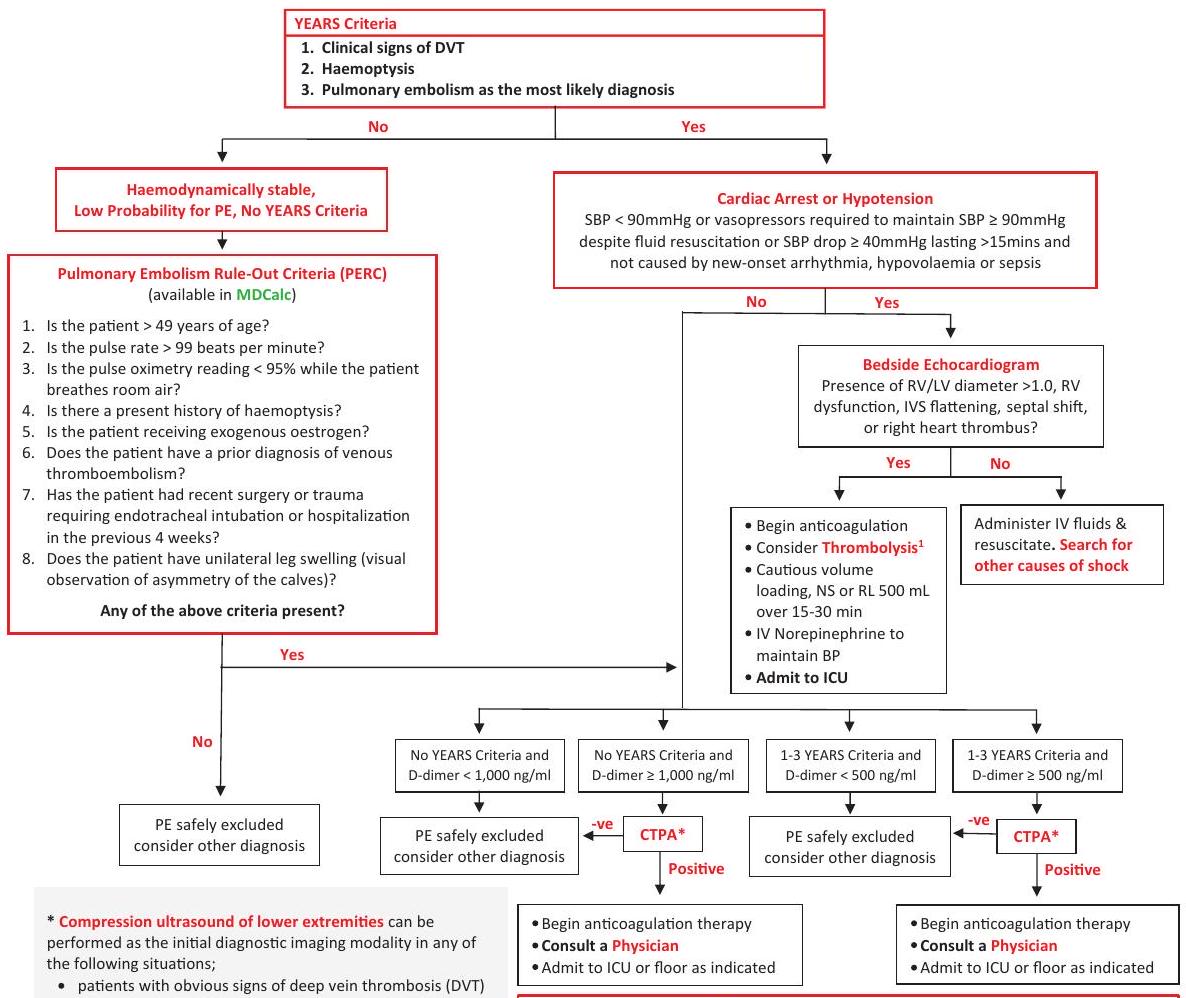 YEARS Criteria
1. Clinical signs of DVT
2. Haemoptysis
3. Pulmonary embolism as the most likely diagnosis
No
Yes
Haemodynamically stable,
Low Probability for PE, No YEARS Criteria
Cardiac Arrest or Hypotension
SBP < 90mmHg or vasopressors required to maintain SBP ≥ 90mmHg
despite fluid resuscitation or SBP drop ≥ 40mmHg lasting >15mins and
not caused by new-onset arrhythmia, hypovolaemia or sepsis
Pulmonary Embolism Rule-Out Criteria (PERC)
(available in MDCalc)
1. Is the patient > 49 years of age?
2. Is the pulse rate > 99 beats per minute?
3. Is the pulse oximetry reading < 95% while the patient
breathes room air?
4. Is there a present history of haemoptysis?
5. Is the patient receiving exogenous oestrogen?
6. Does the patient have a prior diagnosis of venous
thromboembolism?
7. Has the patient had recent surgery or trauma
requiring endotracheal intubation or hospitalization
in the previous 4 weeks?
8. Does the patient have unilateral leg swelling (visual
observation of asymmetry of the calves)?
Any of the above criteria present?
No
Yes
Bedside Echocardiogram
Presence of RV/LV diameter >1.0, RV
dysfunction, IVS flattening, septal shift,
or right heart thrombus?
Yes
No
• Begin anticoagulation
• Consider Thrombolysis¹
• Cautious volume
loading, NS or RL 500 mL
over 15-30 min
• IV Norepinephrine to
maintain BP
• Admit to ICU
Administer IV fluids &
resuscitate. Search for
other causes of shock
Yes
No
PE safely excluded
consider other diagnosis
No YEARS Criteria and
D-dimer < 1,000 ng/ml
No YEARS Criteria and
D-dimer ≥ 1,000 ng/ml
1-3 YEARS Criteria and
D-dimer < 500 ng/ml
1-3 YEARS Criteria and
D-dimer ≥ 500 ng/ml
PE safely excluded
consider other diagnosis
-ve
CTPA*
PE safely excluded
consider other diagnosis
-ve
CTPA*
Positive
Positive
• Begin anticoagulation therapy
• Consult a Physician
• Admit to ICU or floor as indicated
• Begin anticoagulation therapy
• Consult a Physician
• Admit to ICU or floor as indicated
* Compression ultrasound of lower extremities can be
performed as the initial diagnostic imaging modality in any of
the following situations;
• patients with obvious signs of deep vein thrombosis (DVT)